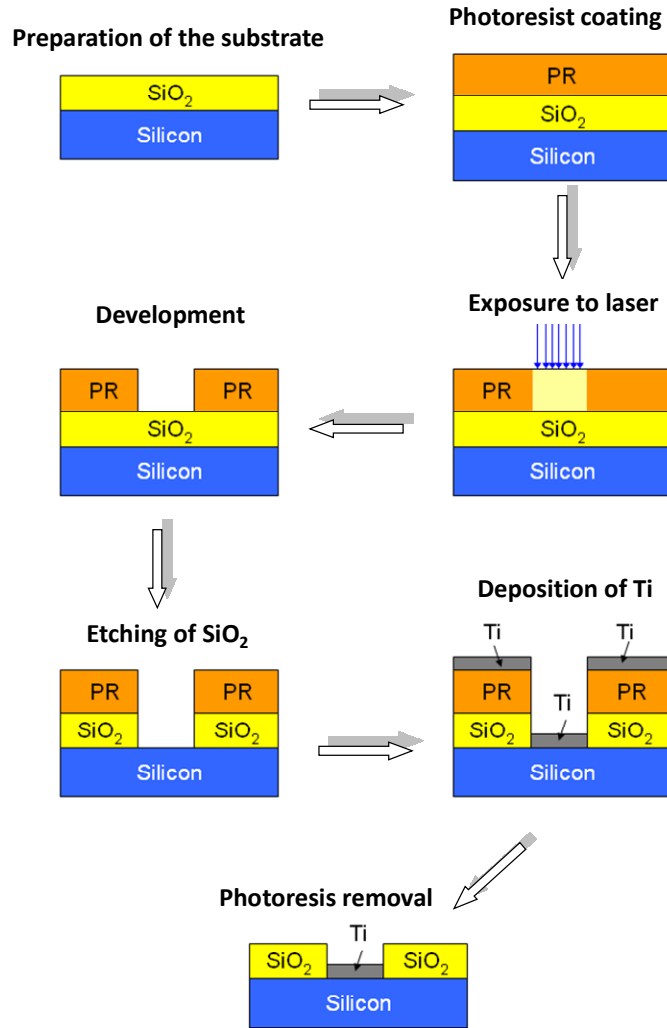 Preparation of the substrate
SiO₂
Silicon
Photoresist coating
PR
SiO₂
Silicon
Exposure to laser
PR
SiO₂
Silicon
Development
PR PR
SiO₂
Silicon
Etching of SiO₂
PR PR
SiO₂ SiO₂
Silicon
Deposition of Ti
Ti Ti
PR Ti PR
SiO₂ SiO₂
Silicon
Photoresis removal
Ti
SiO₂ SiO₂
Silicon